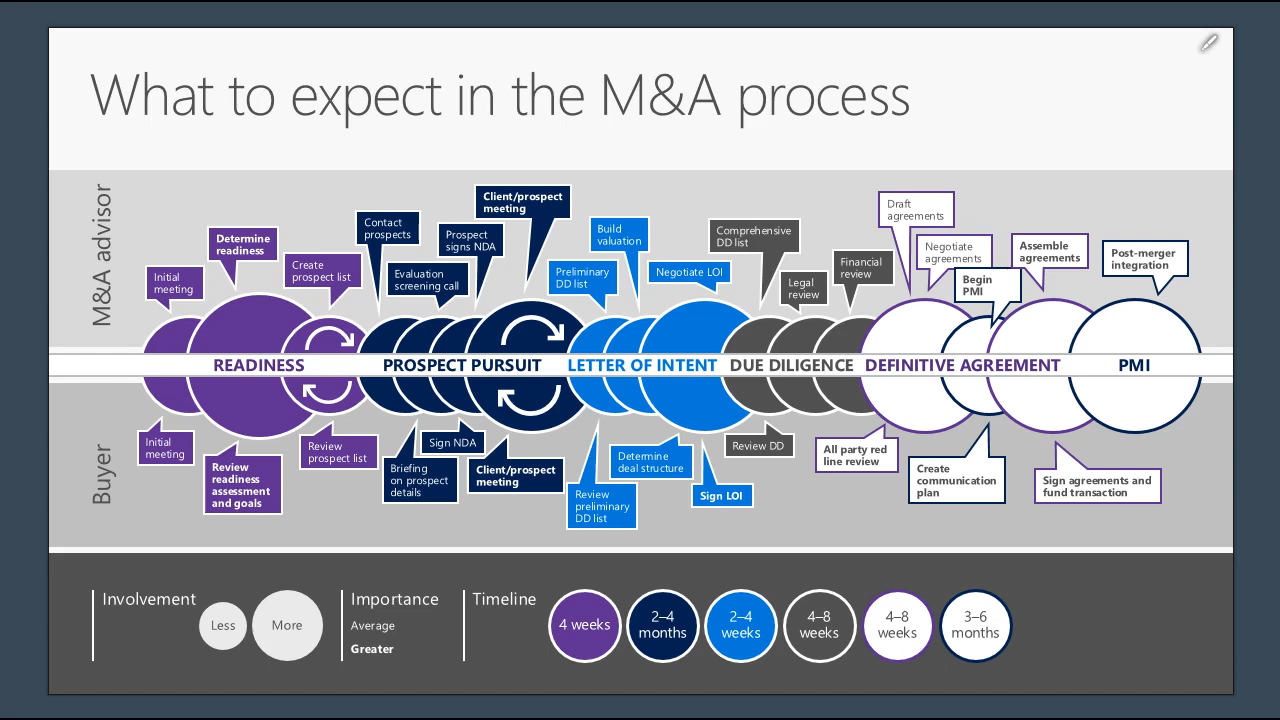 What to expect in the M&A process
M&A advisor
Initial
meeting
Determine
readiness
Create
prospect list
Contact
prospects
Evaluation
screening call
Prospect
signs NDA
Client/prospect
meeting
Preliminary
DD list
Build
valuation
Negotiate LOI
Comprehensive
DD list
Legal
review
Financial
review
Draft
agreements
Negotiate
agreements
Begin
PMI
Assemble
agreements
Post-merger
integration
READINESS
PROSPECT PURSUIT
LETTER OF INTENT
DUE DILIGENCE
DEFINITIVE AGREEMENT
PMI
Buyer
Initial
meeting
Review
readiness
assessment
and goals
Review
prospect list
Briefing
on prospect
details
Sign NDA
Client/prospect
meeting
Review
preliminary
DD list
Determine
deal structure
Sign LOI
Review DD
All party red
line review
Create
communication
plan
Sign agreements and
fund transaction
Involvement
Less
More
Importance
Average
Greater
Timeline
4 weeks
2–4
months
2–4
weeks
4–8
weeks
4–8
weeks
3–6
months